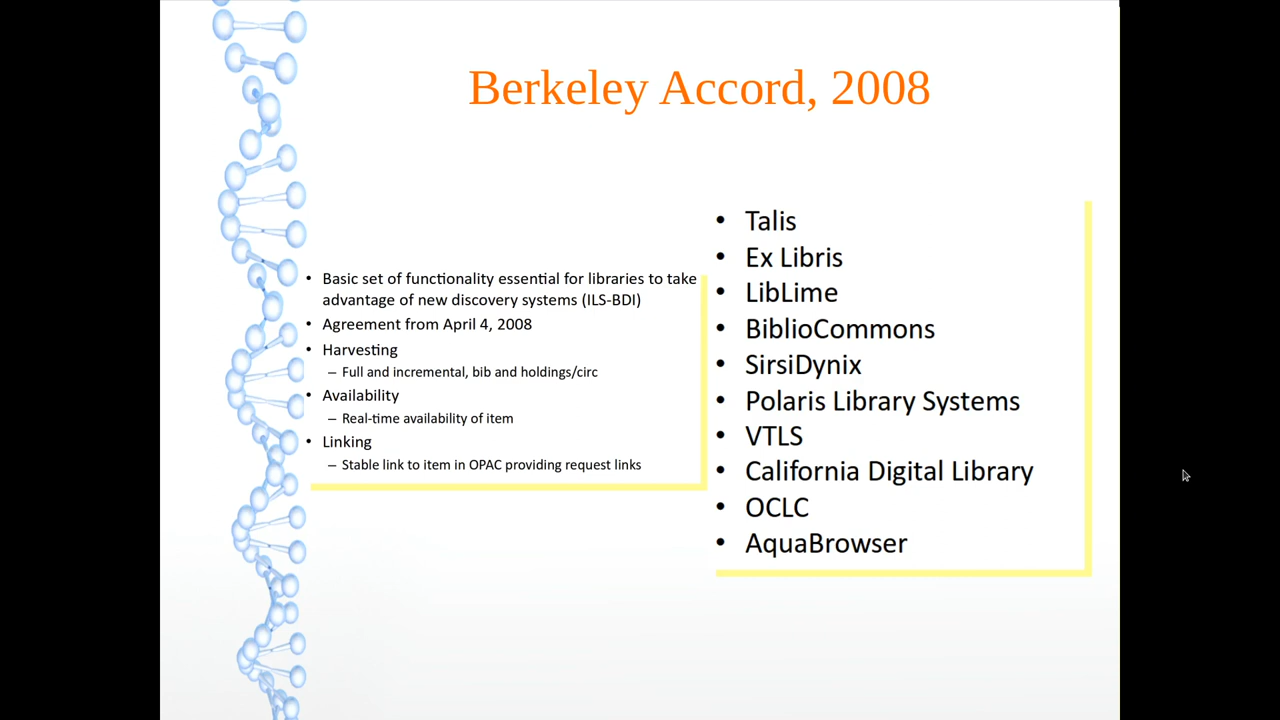 Berkeley Accord, 2008
• Basic set of functionality essential for libraries to take
advantage of new discovery systems (ILS-BDI)
• Agreement from April 4, 2008
• Harvesting
– Full and incremental, bib and holdings/circ
• Availability
– Real-time availability of item
• Linking
– Stable link to item in OPAC providing request links
• Talis
• Ex Libris
• LibLime
• BiblioCommons
• SirsiDynix
• Polaris Library Systems
• VTLS
• California Digital Library
• OCLC
• AquaBrowser